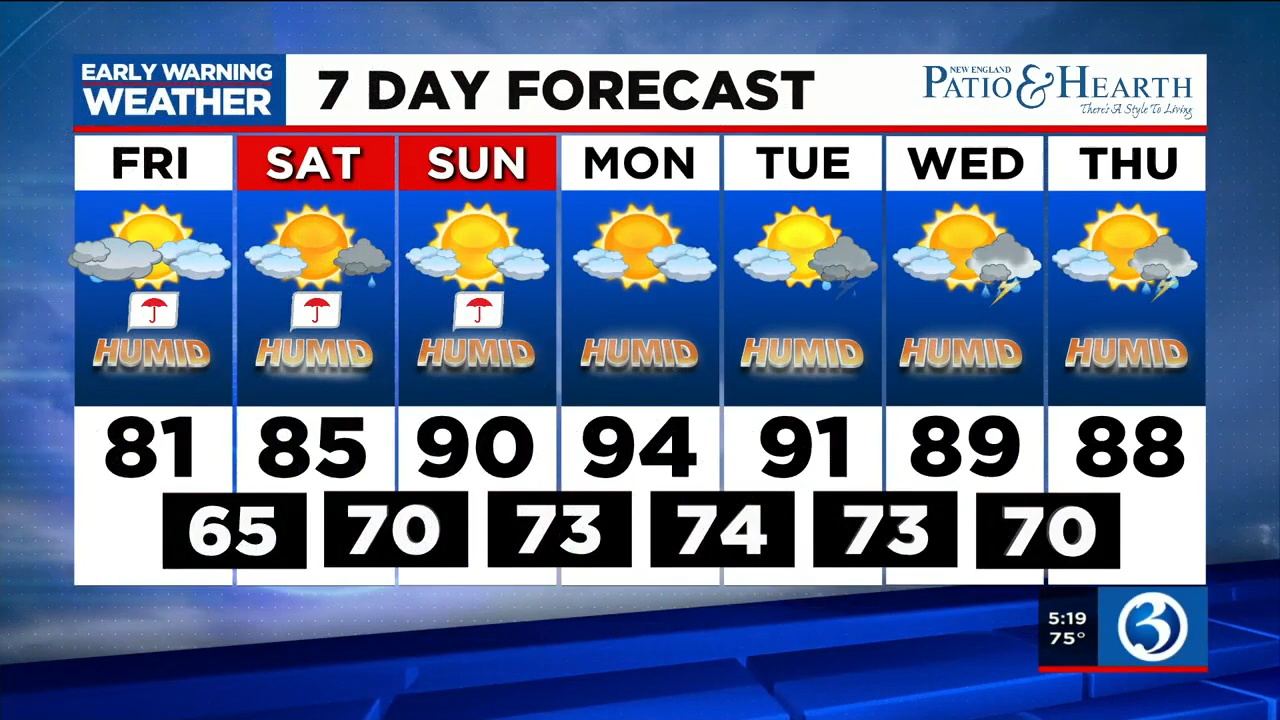 EARLY WARNING
WEATHER
7 DAY FORECAST
NEW ENGLAND
PATIO & HEARTH
There's A Style To Living
FRI SAT SUN MON TUE WED THU
HUMID HUMID HUMID HUMID HUMID HUMID HUMID
81 85 90 94 91 89 88
65 70 73 74 73 70
5:19
75°
3